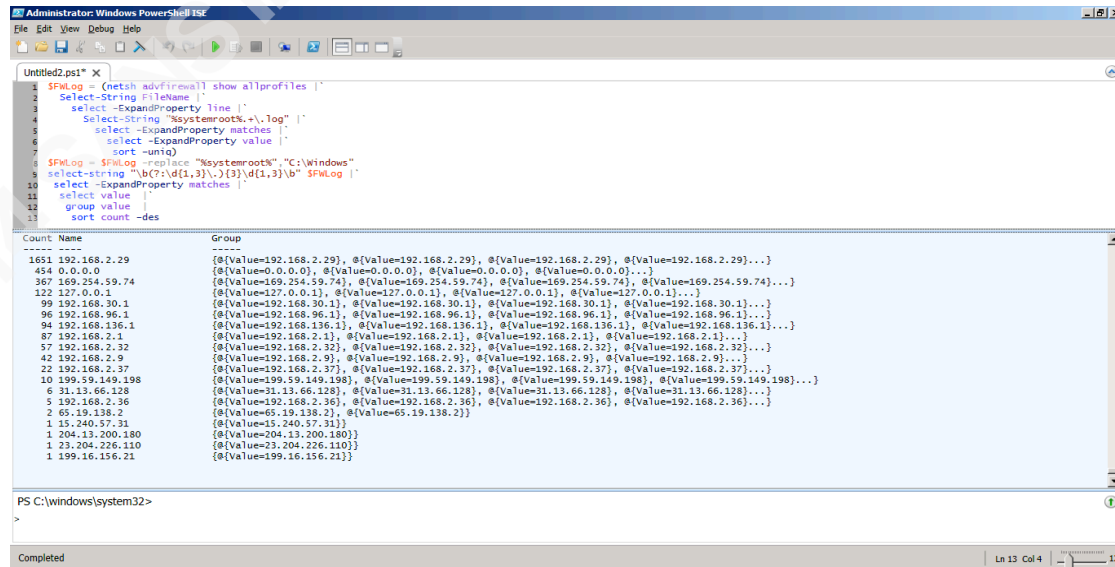 Administrator: Windows PowerShell ISE
File Edit View Debug Help
Untitled2.ps1* X
1 $FWLog = (netsh advfirewall show allprofiles |`
2 Select-String FileName |`
3 select -ExpandProperty line |`
4 Select-String "%systemroot%.+\.log" |`
5 select -ExpandProperty matches |`
6 select -ExpandProperty value |`
7 sort -uniq)
8 $FWLog = $FWLog -replace "%systemroot%","C:\Windows"
9 select-string "\b(?:\d{1,3}\.){3}\d{1,3}\b" $FWLog |`
10 select -ExpandProperty matches |`
11 select value |`
12 group value |
13 sort count -des
Count Name Group
----- ---- -----
1651 192.168.2.29 {@{Value=192.168.2.29}, @{Value=192.168.2.29}, @{Value=192.168.2.29}, @{Value=192.168.2.29}...}
454 0.0.0.0 {@{Value=0.0.0.0}, @{Value=0.0.0.0}, @{Value=0.0.0.0}, @{Value=0.0.0.0}...}
367 169.254.59.74 {@{Value=169.254.59.74}, @{Value=169.254.59.74}, @{Value=169.254.59.74}, @{Value=169.254.59.74}...}
122 127.0.0.1 {@{Value=127.0.0.1}, @{Value=127.0.0.1}, @{Value=127.0.0.1}, @{Value=127.0.0.1}...}
99 192.168.30.1 {@{Value=192.168.30.1}, @{Value=192.168.30.1}, @{Value=192.168.30.1}, @{Value=192.168.30.1}...}
96 192.168.96.1 {@{Value=192.168.96.1}, @{Value=192.168.96.1}, @{Value=192.168.96.1}, @{Value=192.168.96.1}...}
94 192.168.136.1 {@{Value=192.168.136.1}, @{Value=192.168.136.1}, @{Value=192.168.136.1}, @{Value=192.168.136.1}...}
87 192.168.2.1 {@{Value=192.168.2.1}, @{Value=192.168.2.1}, @{Value=192.168.2.1}, @{Value=192.168.2.1}...}
57 192.168.2.32 {@{Value=192.168.2.32}, @{Value=192.168.2.32}, @{Value=192.168.2.32}, @{Value=192.168.2.32}...}
42 192.168.2.9 {@{Value=192.168.2.9}, @{Value=192.168.2.9}, @{Value=192.168.2.9}, @{Value=192.168.2.9}...}
22 192.168.2.37 {@{Value=192.168.2.37}, @{Value=192.168.2.37}, @{Value=192.168.2.37}, @{Value=192.168.2.37}...}
10 199.59.149.198 {@{Value=199.59.149.198}, @{Value=199.59.149.198}, @{Value=199.59.149.198}, @{Value=199.59.149.198}...}
6 31.13.66.128 {@{Value=31.13.66.128}, @{Value=31.13.66.128}, @{Value=31.13.66.128}, @{Value=31.13.66.128}...}
5 192.168.2.36 {@{Value=192.168.2.36}, @{Value=192.168.2.36}, @{Value=192.168.2.36}, @{Value=192.168.2.36}...}
2 65.19.138.2 {@{Value=65.19.138.2}, @{Value=65.19.138.2}}
1 15.240.57.31 {@{Value=15.240.57.31}}
1 204.13.200.180 {@{Value=204.13.200.180}}
1 23.204.226.110 {@{Value=23.204.226.110}}
1 199.16.156.21 {@{Value=199.16.156.21}}
PS C:\windows\system32>
>
Completed Ln 13 Col 4